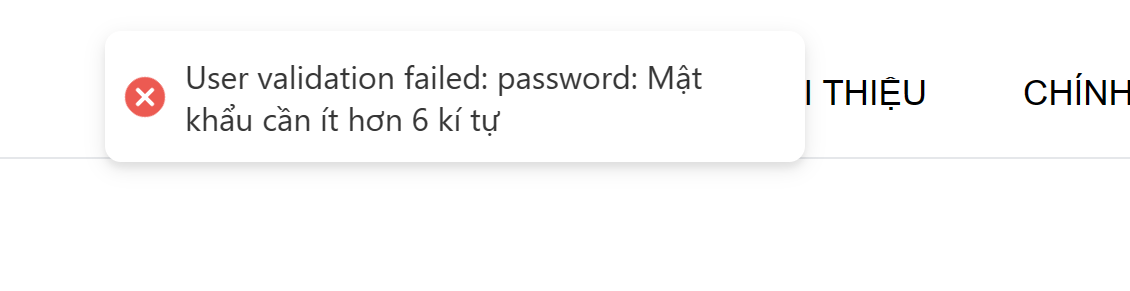 User validation failed: password: Mật
khẩu cần ít hơn 6 kí tự
I THIỆU
CHÍNH